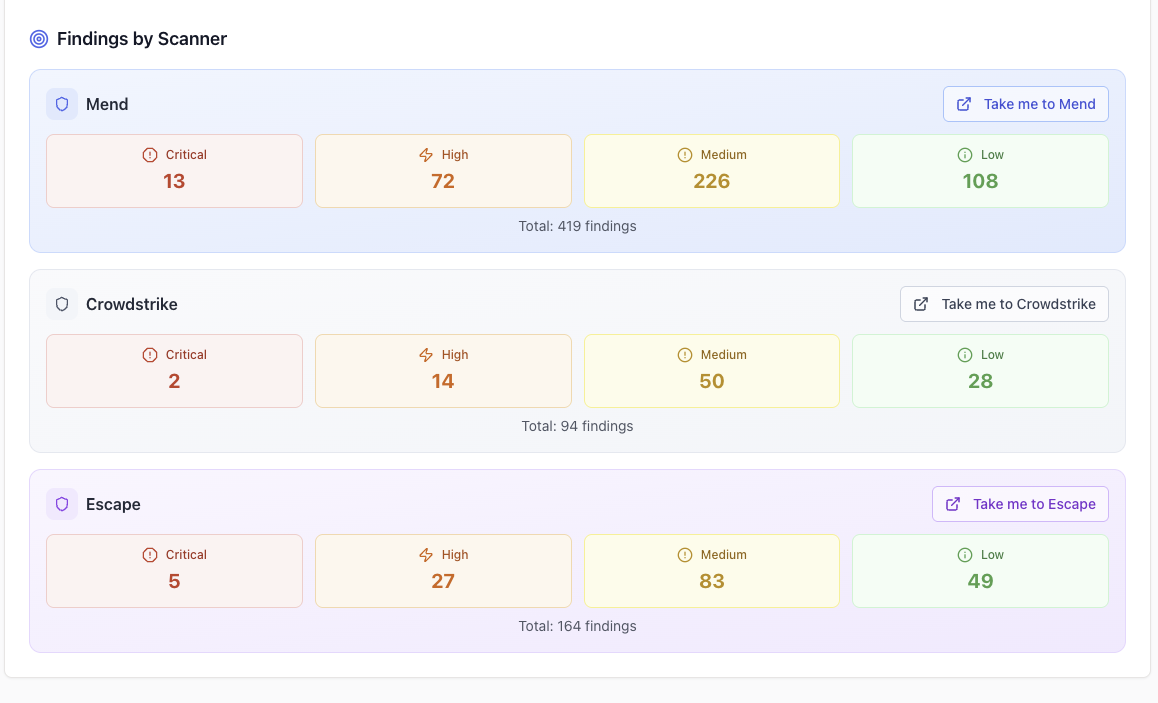 Findings by Scanner
Mend
Take me to Mend
Critical
High
Medium
Low
13
72
226
108
Total: 419 findings
Crowdstrike
Take me to Crowdstrike
Critical
High
Medium
Low
2
14
50
28
Total: 94 findings
Escape
Take me to Escape
Critical
High
Medium
Low
5
27
83
49
Total: 164 findings